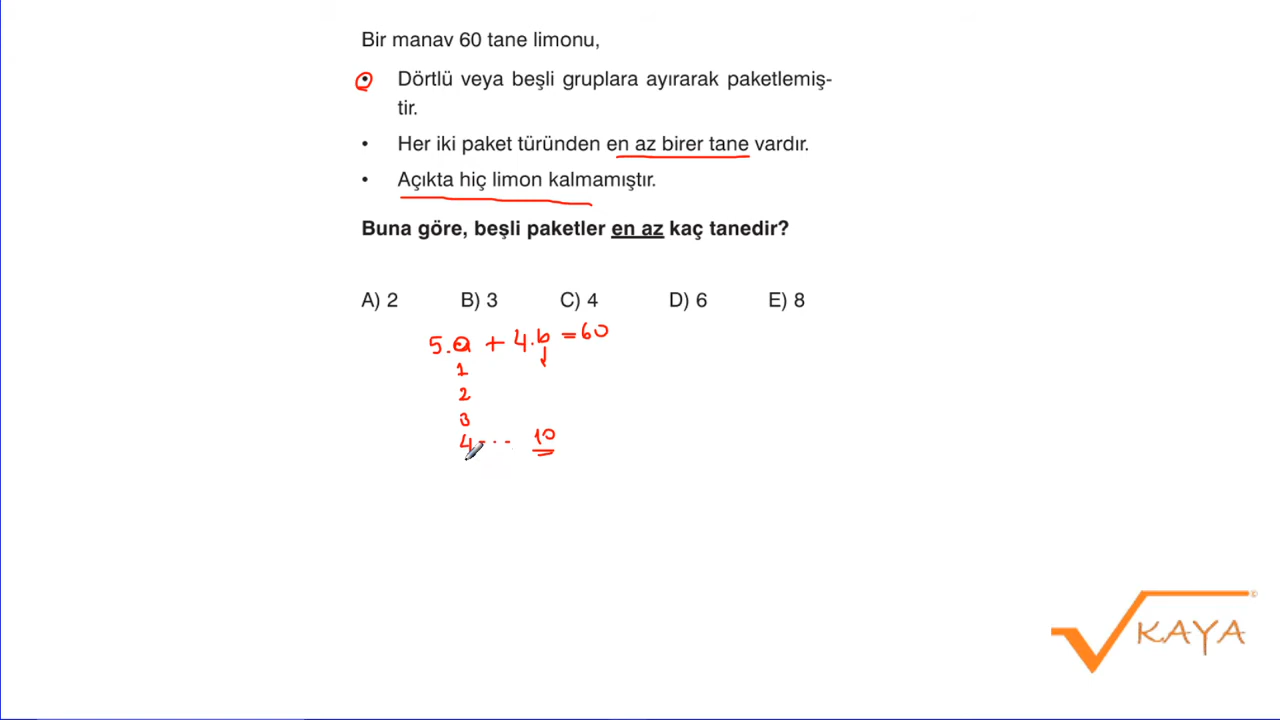 Bir manav 60 tane limonu,
• Dörtlü veya beşli gruplara ayırarak paketlemiş-
tir.
• Her iki paket türünden en az birer tane vardır.
• Açıkta hiç limon kalmamıştır.
Buna göre, beşli paketler en az kaç tanedir?
A) 2 B) 3 C) 4 D) 6 E) 8
5.a + 4.b = 60
1
2
3
4 ... 10
KAYA